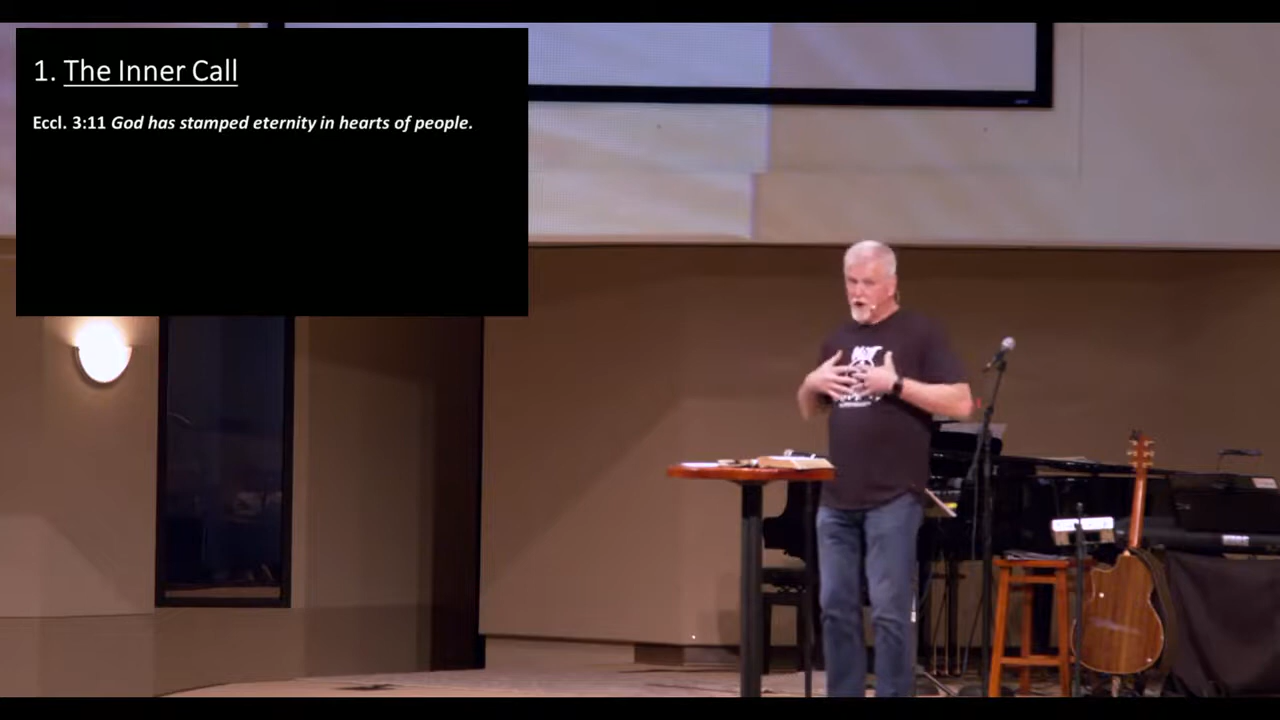 1. The Inner Call
Eccl. 3:11 God has stamped eternity in hearts of people.